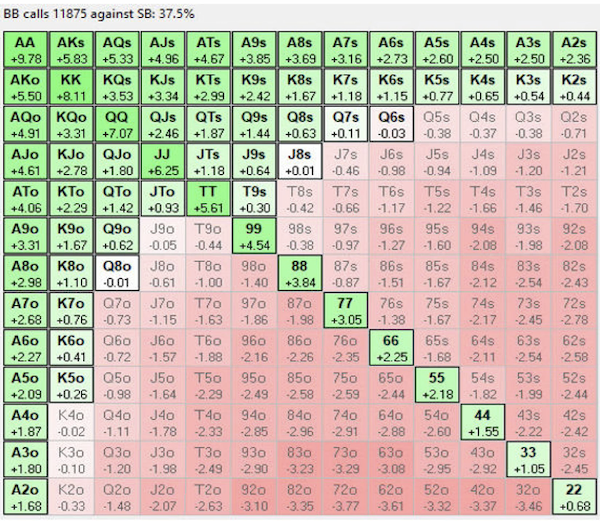 BB calls 11875 against SB: 37.5%
AA AKs AQs AJs ATs A9s A8s A7s A6s A5s A4s A3s A2s
+9.78 +5.83 +5.33 +4.96 +4.67 +3.85 +3.69 +3.16 +2.73 +2.60 +2.50 +2.50 +2.36
AKo KK KQs KJs KTs K9s K8s K7s K6s K5s K4s K3s K2s
+5.50 +8.11 +3.53 +3.34 +2.99 +2.42 +1.67 +1.18 +1.15 +0.77 +0.65 +0.54 +0.44
AQo KQo QQ QJs QTs Q9s Q8s Q7s Q6s Q5s Q4s Q3s Q2s
+4.91 +3.31 +7.07 +2.46 +1.87 +1.44 +0.63 +0.11 -0.03 -0.38 -0.37 -0.38 -0.71
AJo KJo QJo JJ JTs J9s J8s J7s J6s J5s J4s J3s J2s
+4.61 +2.78 +1.80 +6.25 +1.18 +0.64 +0.01 -0.46 -0.98 -0.94 -1.09 -1.20 -1.21
ATo KTo QTo JTo TT T9s T8s T7s T6s T5s T4s T3s T2s
+4.06 +2.29 +1.42 +0.93 +5.61 +0.30 -0.42 -0.66 -1.17 -1.22 -1.66 -1.46 -1.70
A9o K9o Q9o J9o T9o 99 98s 97s 96s 95s 94s 93s 92s
+3.31 +1.67 +0.62 -0.05 -0.44 +4.54 -0.38 -0.97 -1.27 -1.60 -2.08 -1.98 -2.08
A8o K8o Q8o J8o T8o 98o 88 87s 86s 85s 84s 83s 82s
+2.98 +1.10 -0.01 -0.61 -1.00 -1.40 +3.84 -0.87 -1.51 -1.67 -2.12 -2.54 -2.43
A7o K7o Q7o J7o T7o 97o 87o 77 76s 75s 74s 73s 72s
+2.68 +0.76 -0.73 -1.15 -1.63 -1.86 -1.98 +3.05 -1.38 -1.67 -2.17 -2.45 -2.78
A6o K6o Q6o J6o T6o 96o 86o 76o 66 65s 64s 63s 62s
+2.27 +0.41 -0.72 -1.57 -1.88 -2.16 -2.26 -2.35 +2.25 -1.68 -2.11 -2.54 -2.58
A5o K5o Q5o J5o T5o 95o 85o 75o 65o 55 54s 53s 52s
+2.09 +0.26 -0.98 -1.64 -2.29 -2.49 -2.58 -2.59 -2.44 +2.18 -1.82 -1.99 -2.44
A4o K4o Q4o J4o T4o 94o 84o 74o 64o 54o 44 43s 42s
+1.87 -0.02 -1.11 -1.78 -2.33 -2.85 -2.96 -2.91 -2.88 -2.60 +1.55 -2.22 -2.42
A3o K3o Q3o J3o T3o 93o 83o 73o 63o 53o 43o 33 32s
+1.80 -0.10 -1.20 -1.98 -2.49 -2.90 -3.23 -3.29 -3.08 -2.95 -2.92 +1.05 -2.45
A2o K2o Q2o J2o T2o 92o 82o 72o 62o 52o 42o 32o 22
+1.68 -0.33 -1.48 -2.07 -2.63 -3.10 -3.35 -3.77 -3.61 -3.32 -3.37 -3.46 +0.68